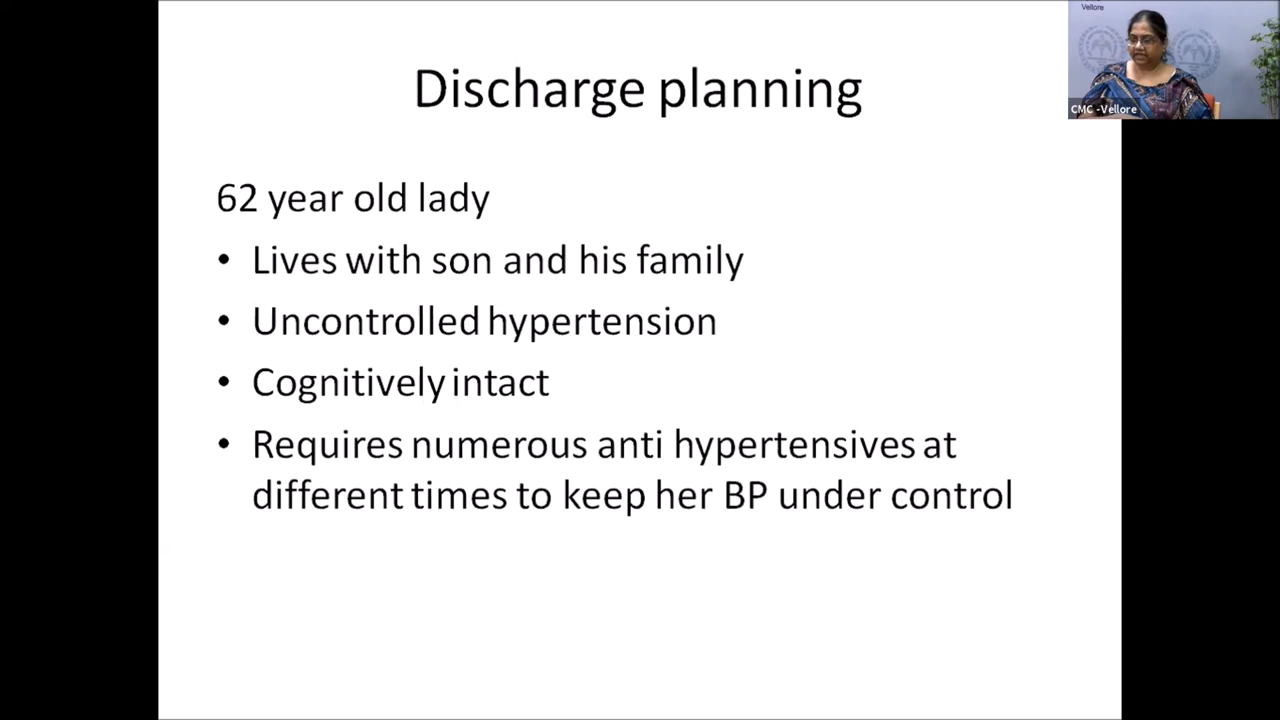 Discharge planning
62 year old lady
• Lives with son and his family
• Uncontrolled hypertension
• Cognitively intact
• Requires numerous anti hypertensives at
different times to keep her BP under control
Vellore
CMC -Vellore